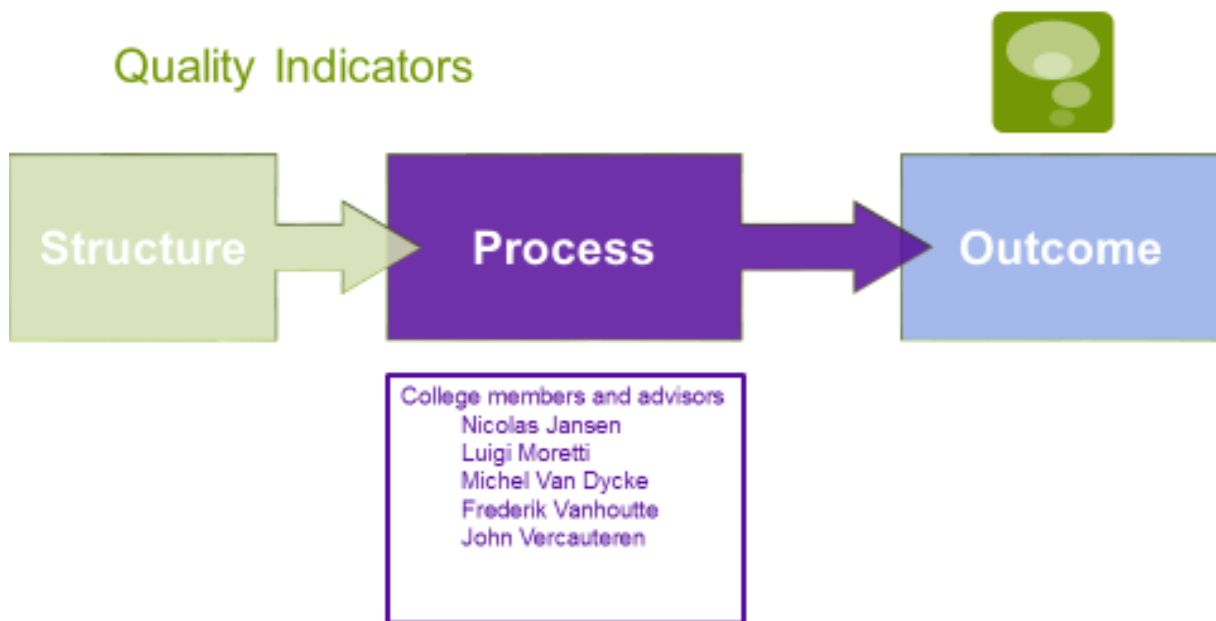 Quality Indicators
Structure
Process
Outcome
College members and advisors
Nicolas Jansen
Luigi Moretti
Michel Van Dycke
Frederik Vanhoutte
John Vercauteren